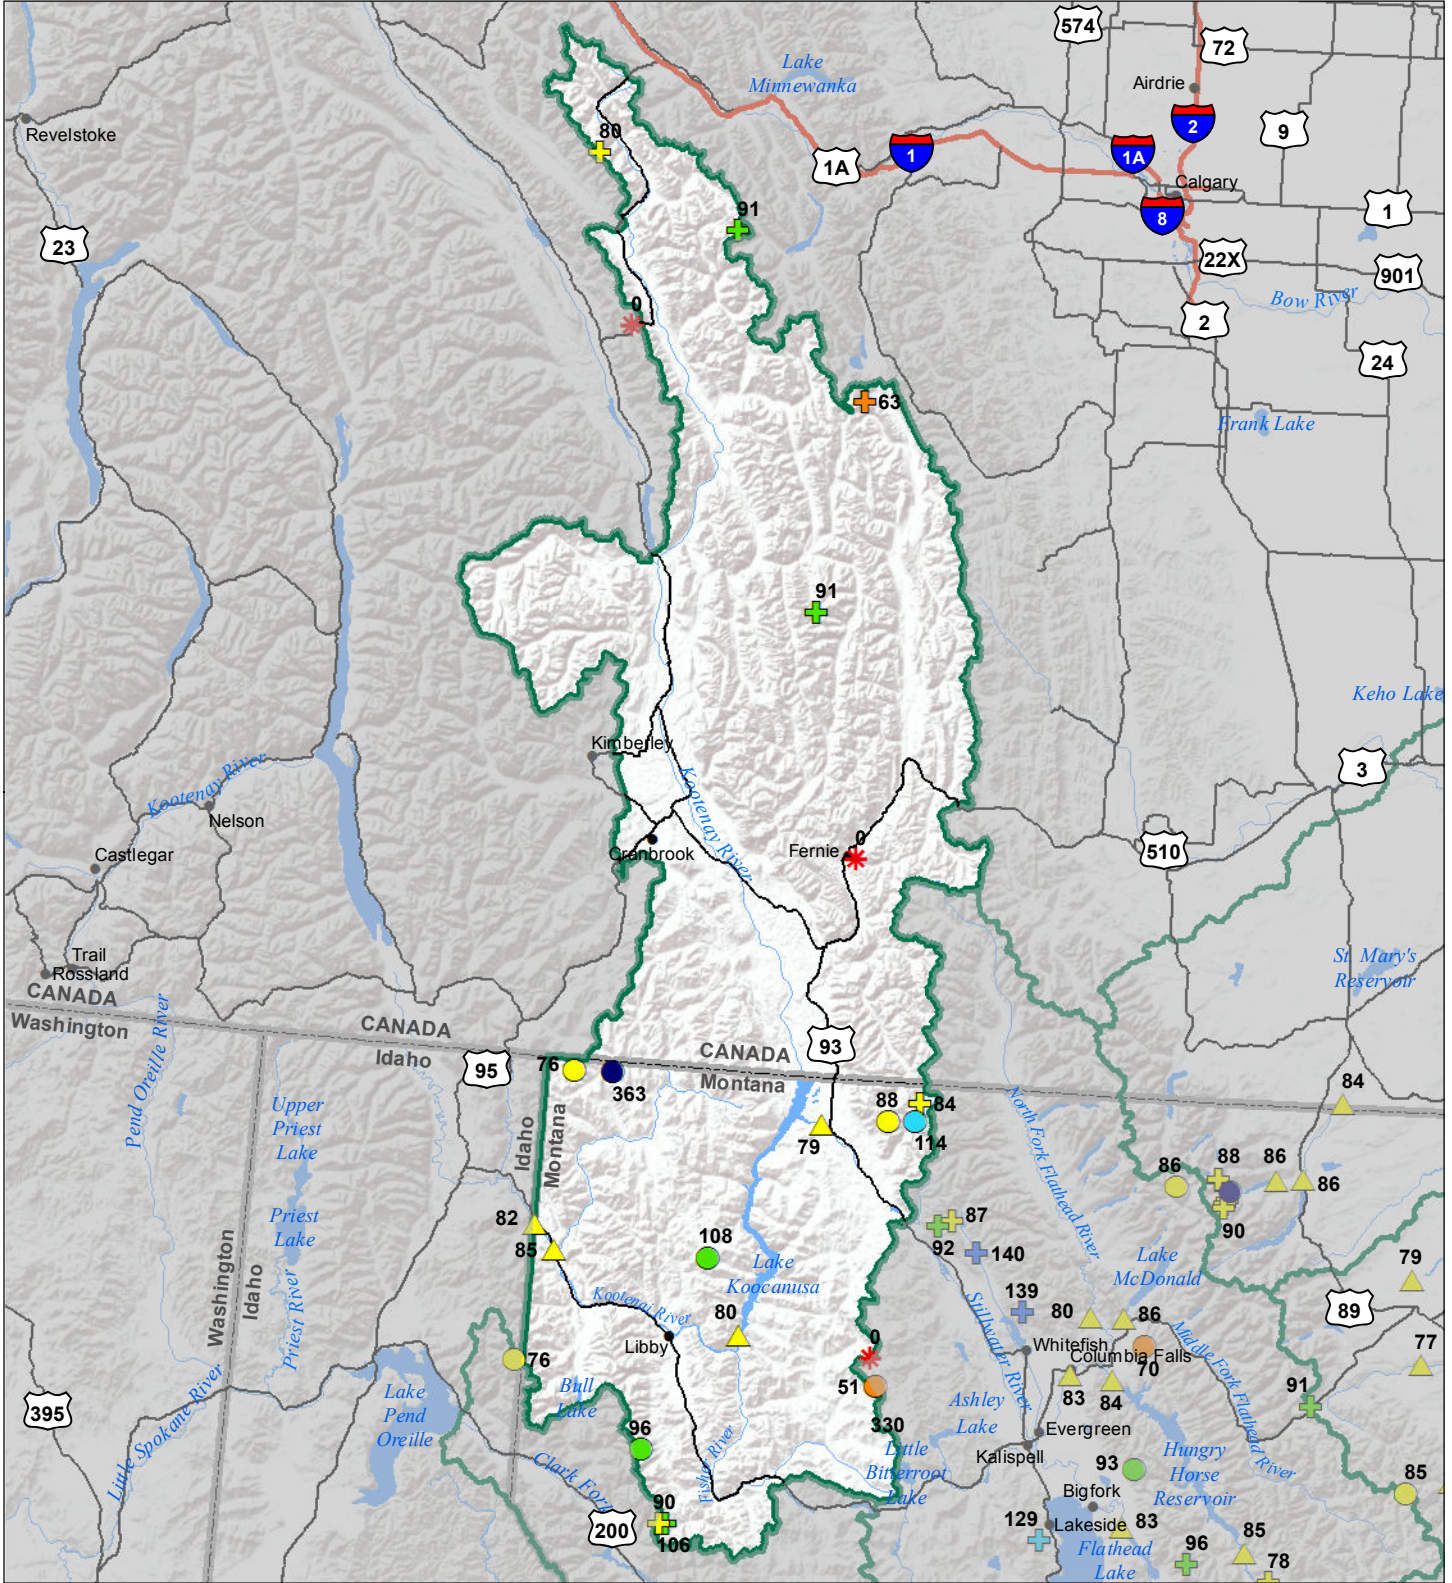 574
72
Lake
Minnewanka
Airdrie
2
9
Revelstoke
80
1
1A
1A
Calgary
91
8
1
23
22X
901
0
Bow River
2
24
63
Frank Lake
91
Keho Lake
Kimberley
3
Kootenay River
Kootenay River
Nelson
0
Cranbrook
Fernie
510
Castlegar
Trail
Rossland
St. Mary's
Reservoir
CANADA
Washington
CANADA
Idaho
93
CANADA
Montana
95
76
363
Pend Oreille River
Upper
Priest
Lake
Idaho
Montana
88
84
114
79
North Fork Flathead River
84
86
88
86
86
90
82
85
Priest
Lake
108
Lake
Koocanusa
87
92
140
Lake
McDonald
79
Washington
Idaho
Priest River
Kootenai River
80
Libby
139
80
86
89
Stillwater River
Whitefish
Columbia Falls
70
Middle Fork Flathead River
77
0
76
51
330
83
84
91
395
Little Spokane River
Lake
Pend
Oreille
Bull
Lake
Ashley
Lake
96
Fisher River
Little
Bitterroot
Lake
Evergreen
Kalispell
93
Hungry
Horse
Reservoir
Clark Fork
Bigfork
85
200
90
106
129
Lakeside
83
Flathead
Lake
96
85
78